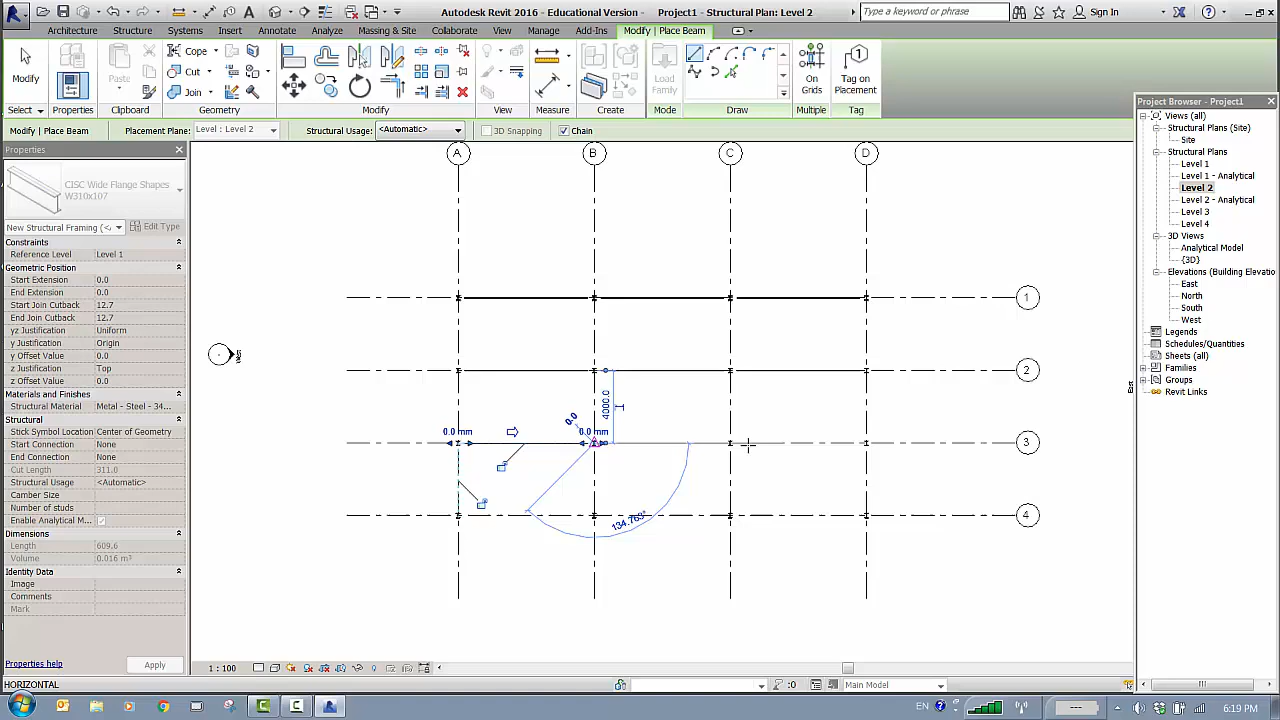 Autodesk Revit 2016 - Educational Version - Project1 - Structural Plan: Level 2
Type a keyword or phrase
Sign In
Architecture Structure Systems Insert Annotate Analyze Massing & Site Collaborate View Manage Add-Ins Modify | Place Beam
Modify
Properties
Paste
Cope
Cut
Join
Load
Family
On
Grids
Tag on
Placement
Select Properties Clipboard Geometry Modify View Measure Create Mode Draw Multiple Tag
Modify | Place Beam
Placement Plane: Level : Level 2
Structural Usage: <Automatic>
3D Snapping
Chain
Properties
CISC Wide Flange Shapes
W310x107
New Structural Framing (<
Edit Type
Constraints
Reference Level Level 1
Geometric Position
Start Extension 0.0
End Extension 0.0
Start Join Cutback 12.7
End Join Cutback 12.7
yz Justification Uniform
y Justification Origin
y Offset Value 0.0
z Justification Top
z Offset Value 0.0
Materials and Finishes
Structural Material Metal - Steel - 34...
Structural
Stick Symbol Location Center of Geometry
Start Connection None
End Connection None
Cut Length 311.0
Structural Usage <Automatic>
Camber Size
Number of studs
Enable Analytical M...
Dimensions
Length 609.6
Volume 0.016 m³
Identity Data
Image
Comments
Mark
Properties help
Apply
A B C D
1
2
3
4
4000.0
0.0
0.0 mm
0.0 mm
134.763°
West
East
Project Browser - Project1
Views (all)
Structural Plans (Site)
Site
Structural Plans
Level 1
Level 1 - Analytical
Level 2
Level 2 - Analytical
Level 3
Level 4
3D Views
Analytical Model
{3D}
Elevations (Building Elevatio
East
North
South
West
Legends
Schedules/Quantities
Sheets (all)
Families
Groups
Revit Links
1 : 100
HORIZONTAL
:0
Main Model
EN
6:19 PM